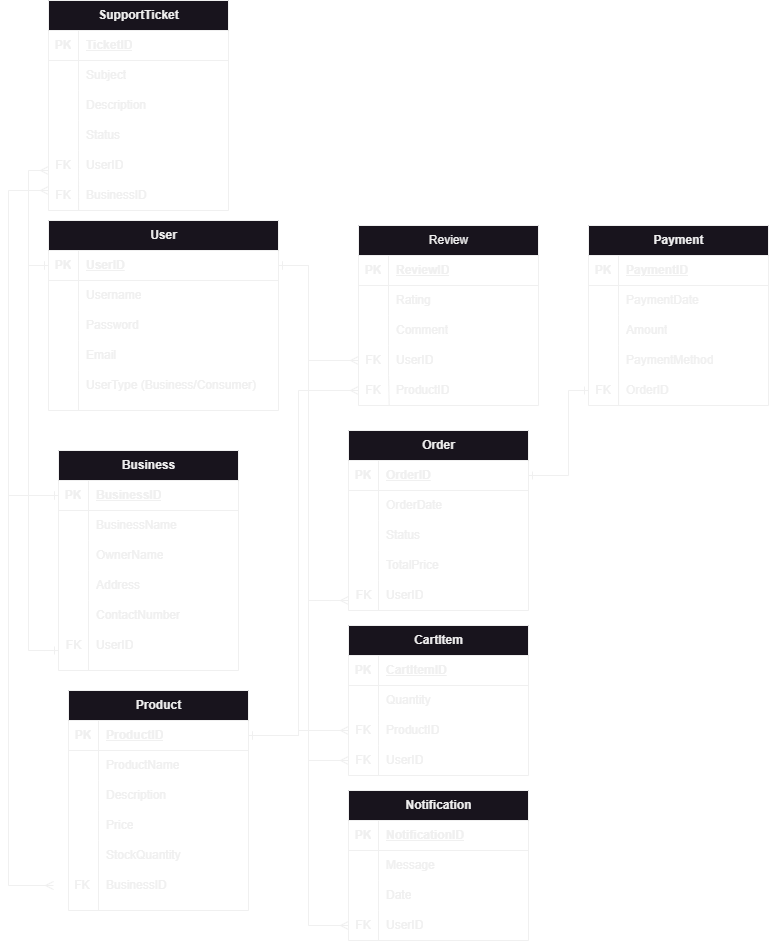 SupportTicket
PK TicketID
Subject
Description
Status
FK UserID
FK BusinessID
User
PK UserID
Username
Password
Email
UserType (Business/Consumer)
Business
PK BusinessID
BusinessName
OwnerName
Address
ContactNumber
FK UserID
Product
PK ProductID
ProductName
Description
Price
StockQuantity
FK BusinessID
Review
PK ReviewID
Rating
Comment
FK UserID
FK ProductID
Order
PK OrderID
OrderDate
Status
TotalPrice
FK UserID
CartItem
PK CartItemID
Quantity
FK ProductID
FK UserID
Notification
PK NotificationID
Message
Date
FK UserID
Payment
PK PaymentID
PaymentDate
Amount
PaymentMethod
FK OrderID